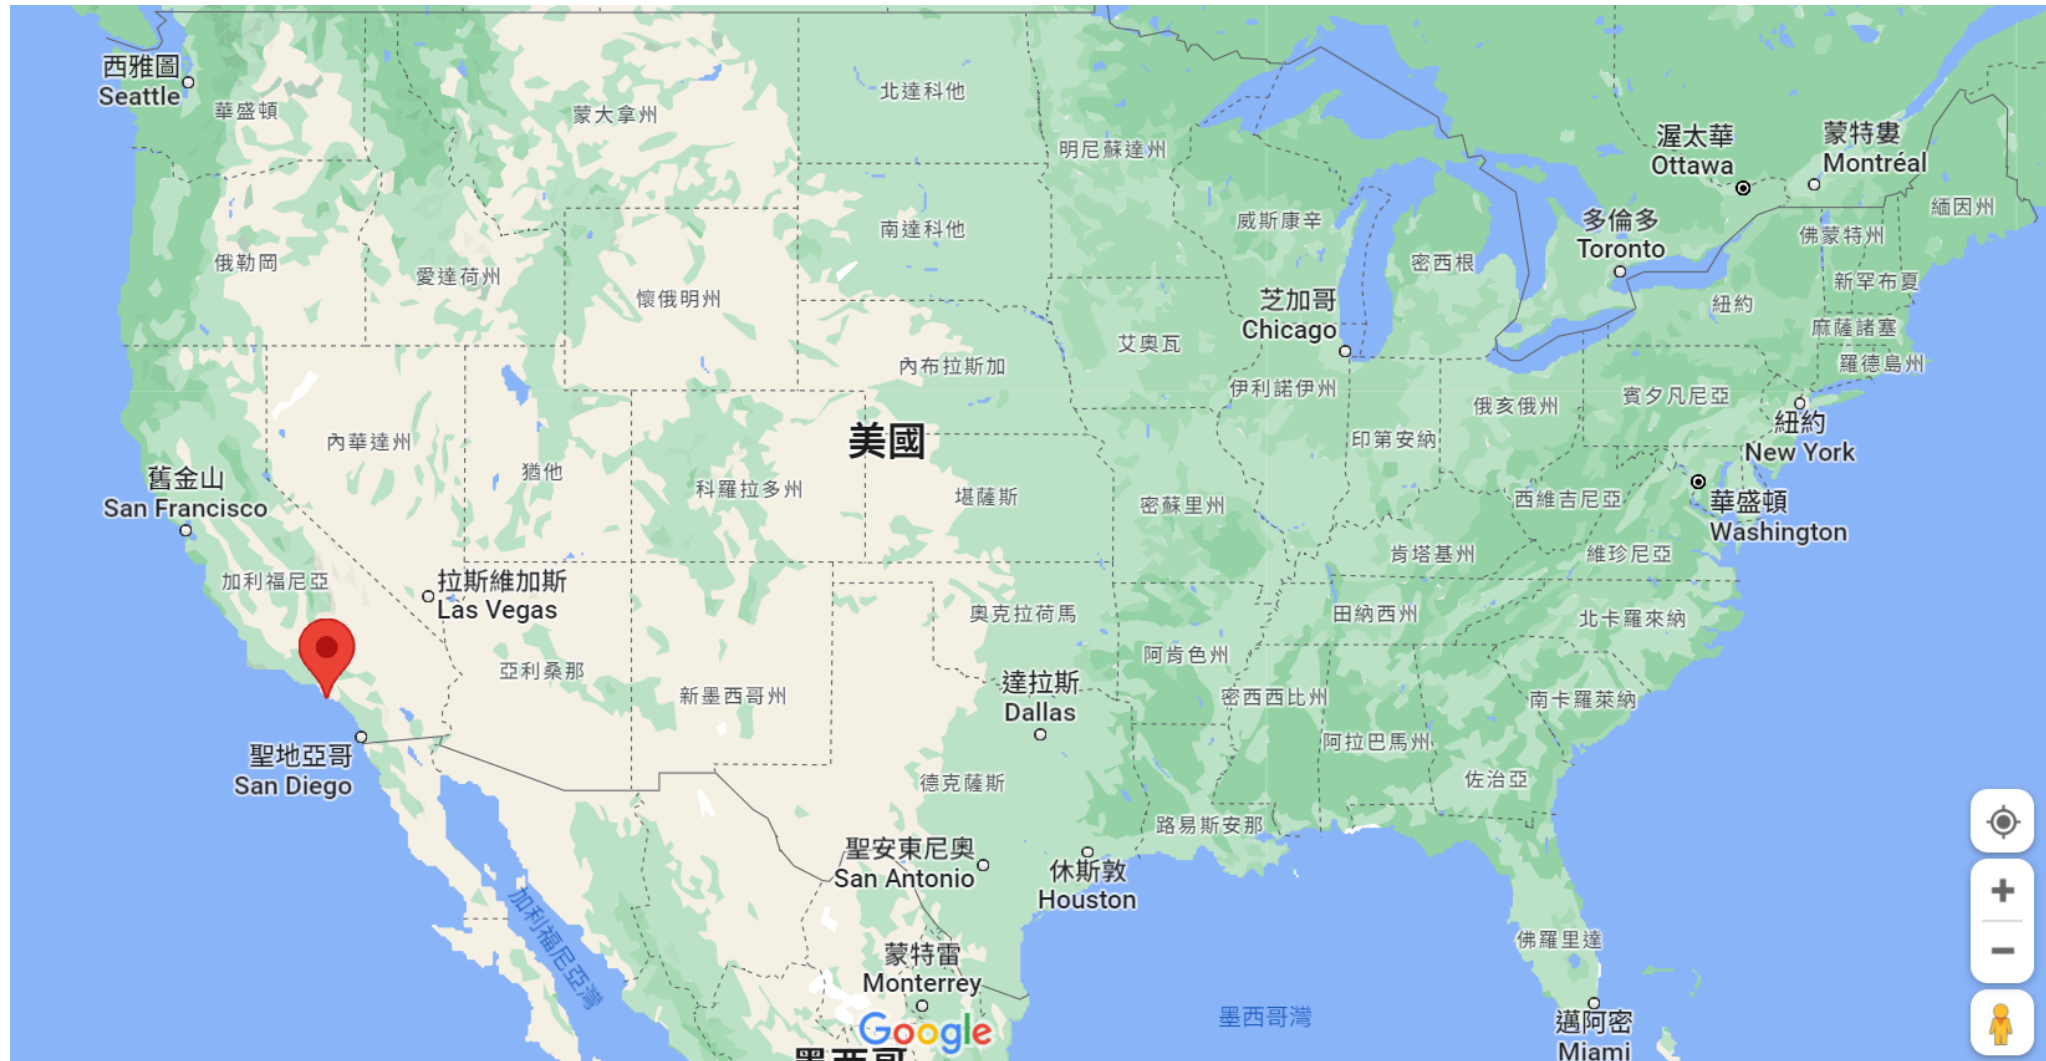 西雅圖
Seattle
華盛頓
蒙大拿州
北達科他
明尼蘇達州
渥太華
Ottawa
蒙特婁
Montréal
緬因州
俄勒岡
愛達荷州
懷俄明州
南達科他
威斯康辛
密西根
多倫多
Toronto
佛蒙特州
新罕布夏
紐約
麻薩諸塞
羅德島州
芝加哥
Chicago
艾奧瓦
內布拉斯加
伊利諾伊州
俄亥俄州
賓夕凡尼亞
紐約
New York
內華達州
猶他
美國
科羅拉多州
堪薩斯
密蘇里州
印第安納
西維吉尼亞
華盛頓
Washington
舊金山
San Francisco
加利福尼亞
拉斯維加斯
Las Vegas
肯塔基州
維珍尼亞
奧克拉荷馬
田納西州
北卡羅來納
亞利桑那
新墨西哥州
阿肯色州
達拉斯
Dallas
密西西比州
南卡羅萊納
阿拉巴馬州
聖地亞哥
San Diego
德克薩斯
佐治亞
路易斯安那
聖安東尼奧
San Antonio
休斯敦
Houston
加利福尼亞灣
蒙特雷
Monterrey
佛羅里達
墨西哥灣
邁阿密
Miami
Google
墨西哥